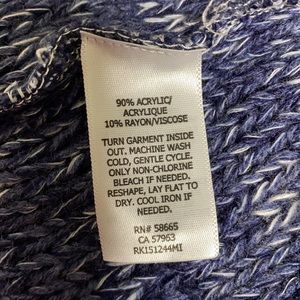 90% ACRYLIC/
ACRYLIQUE
10% RAYON/VISCOSE
TURN GARMENT INSIDE
OUT. MACHINE WASH
COLD, GENTLE CYCLE.
ONLY NON-CHLORINE
BLEACH IF NEEDED.
RESHAPE, LAY FLAT TO
DRY. COOL IRON IF
NEEDED.
RN# 58665
CA 57963
RK151244MI